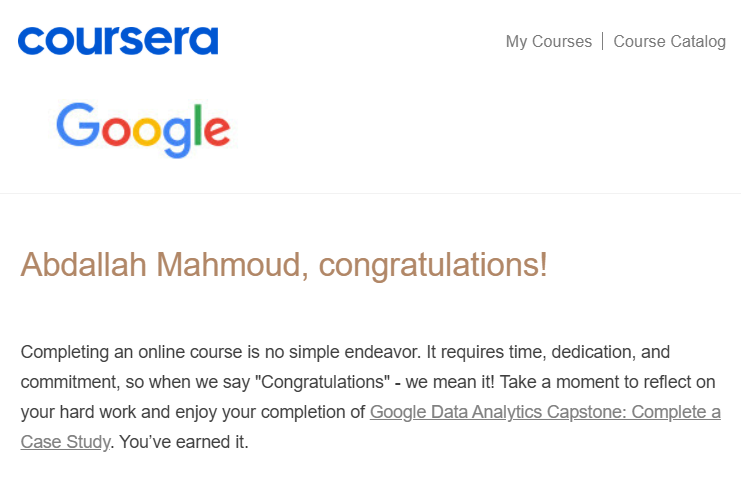 coursera
My Courses | Course Catalog
Google
Abdallah Mahmoud, congratulations!
Completing an online course is no simple endeavor. It requires time, dedication, and
commitment, so when we say "Congratulations" - we mean it! Take a moment to reflect on
your hard work and enjoy your completion of Google Data Analytics Capstone: Complete a
Case Study. You’ve earned it.